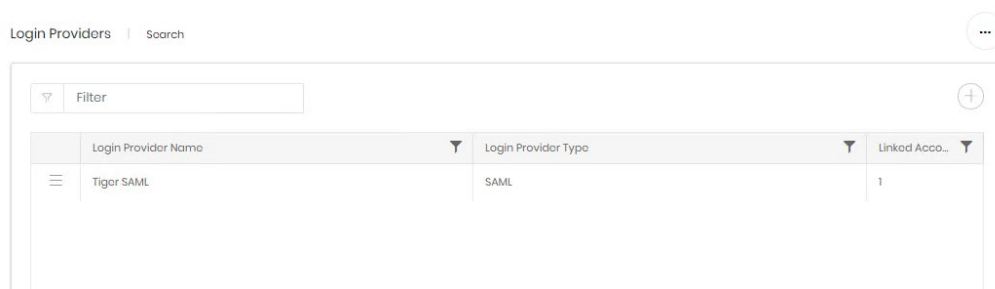 Login Providers | Search
...
Filter
Login Provider Name Login Provider Type Linked Acco...
Tiger SAML SAML 1